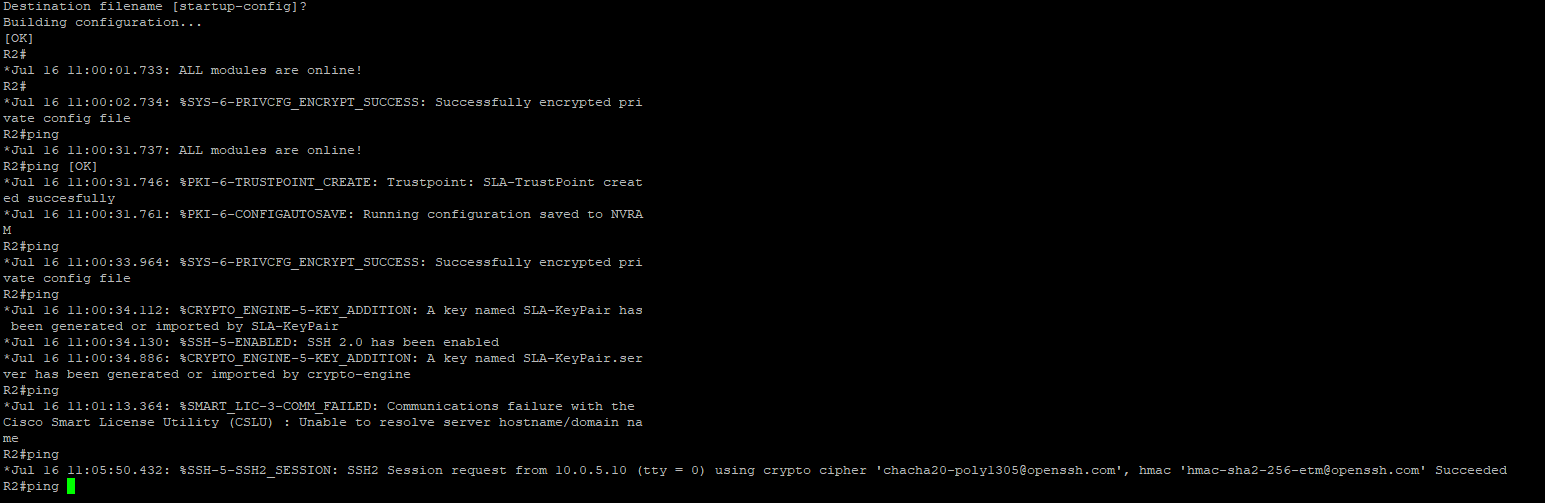 Destination filename [startup-config]?
Building configuration...
[OK]
R2#
*Jul 16 11:00:01.733: ALL modules are online!
R2#
*Jul 16 11:00:02.734: %SYS-6-PRIVCFG_ENCRYPT_SUCCESS: Successfully encrypted pri
vate config file
R2#ping
*Jul 16 11:00:31.737: ALL modules are online!
R2#ping [OK]
*Jul 16 11:00:31.746: %PKI-6-TRUSTPOINT_CREATE: Trustpoint: SLA-TrustPoint creat
ed succesfully
*Jul 16 11:00:31.761: %PKI-6-CONFIGAUTOSAVE: Running configuration saved to NVRA
M
R2#ping
*Jul 16 11:00:33.964: %SYS-6-PRIVCFG_ENCRYPT_SUCCESS: Successfully encrypted pri
vate config file
R2#ping
*Jul 16 11:00:34.112: %CRYPTO_ENGINE-5-KEY_ADDITION: A key named SLA-KeyPair has
 been generated or imported by SLA-KeyPair
*Jul 16 11:00:34.130: %SSH-5-ENABLED: SSH 2.0 has been enabled
*Jul 16 11:00:34.886: %CRYPTO_ENGINE-5-KEY_ADDITION: A key named SLA-KeyPair.ser
ver has been generated or imported by crypto-engine
R2#ping
*Jul 16 11:01:13.364: %SMART_LIC-3-COMM_FAILED: Communications failure with the
Cisco Smart License Utility (CSLU) : Unable to resolve server hostname/domain na
me
R2#ping
*Jul 16 11:05:50.432: %SSH-5-SSH2_SESSION: SSH2 Session request from 10.0.5.10 (tty = 0) using crypto cipher 'chacha20-poly1305@openssh.com', hmac 'hmac-sha2-256-etm@openssh.com' Succeeded
R2#ping